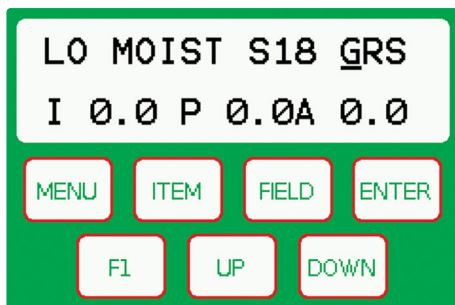 LO MOIST S18 GRS
I 0.0 P 0.0A 0.0
MENU ITEM FIELD ENTER
F1 UP DOWN